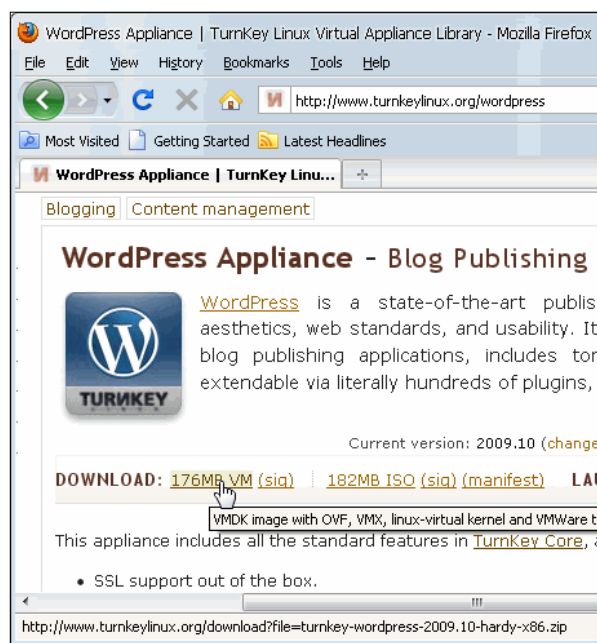 WordPress Appliance | TurnKey Linux Virtual Appliance Library - Mozilla Firefox
File Edit View History Bookmarks Tools Help
http://www.turnkeylinux.org/wordpress
Most Visited Getting Started Latest Headlines
WordPress Appliance | TurnKey Linu...
Blogging Content management
WordPress Appliance - Blog Publishing
WordPress is a state-of-the-art publis
aesthetics, web standards, and usability. It
blog publishing applications, includes ton
extendable via literally hundreds of plugins,
TURИKEY
LINUX
Current version: 2009.10 (change
DOWNLOAD: 176MB VM (sig) 182MB ISO (sig) (manifest) LAU
VMDK image with OVF, VMX, linux-virtual kernel and VMWare t
This appliance includes all the standard features in TurnKey Core, a
• SSL support out of the box.
http://www.turnkeylinux.org/download?file=turnkey-wordpress-2009.10-hardy-x86.zip